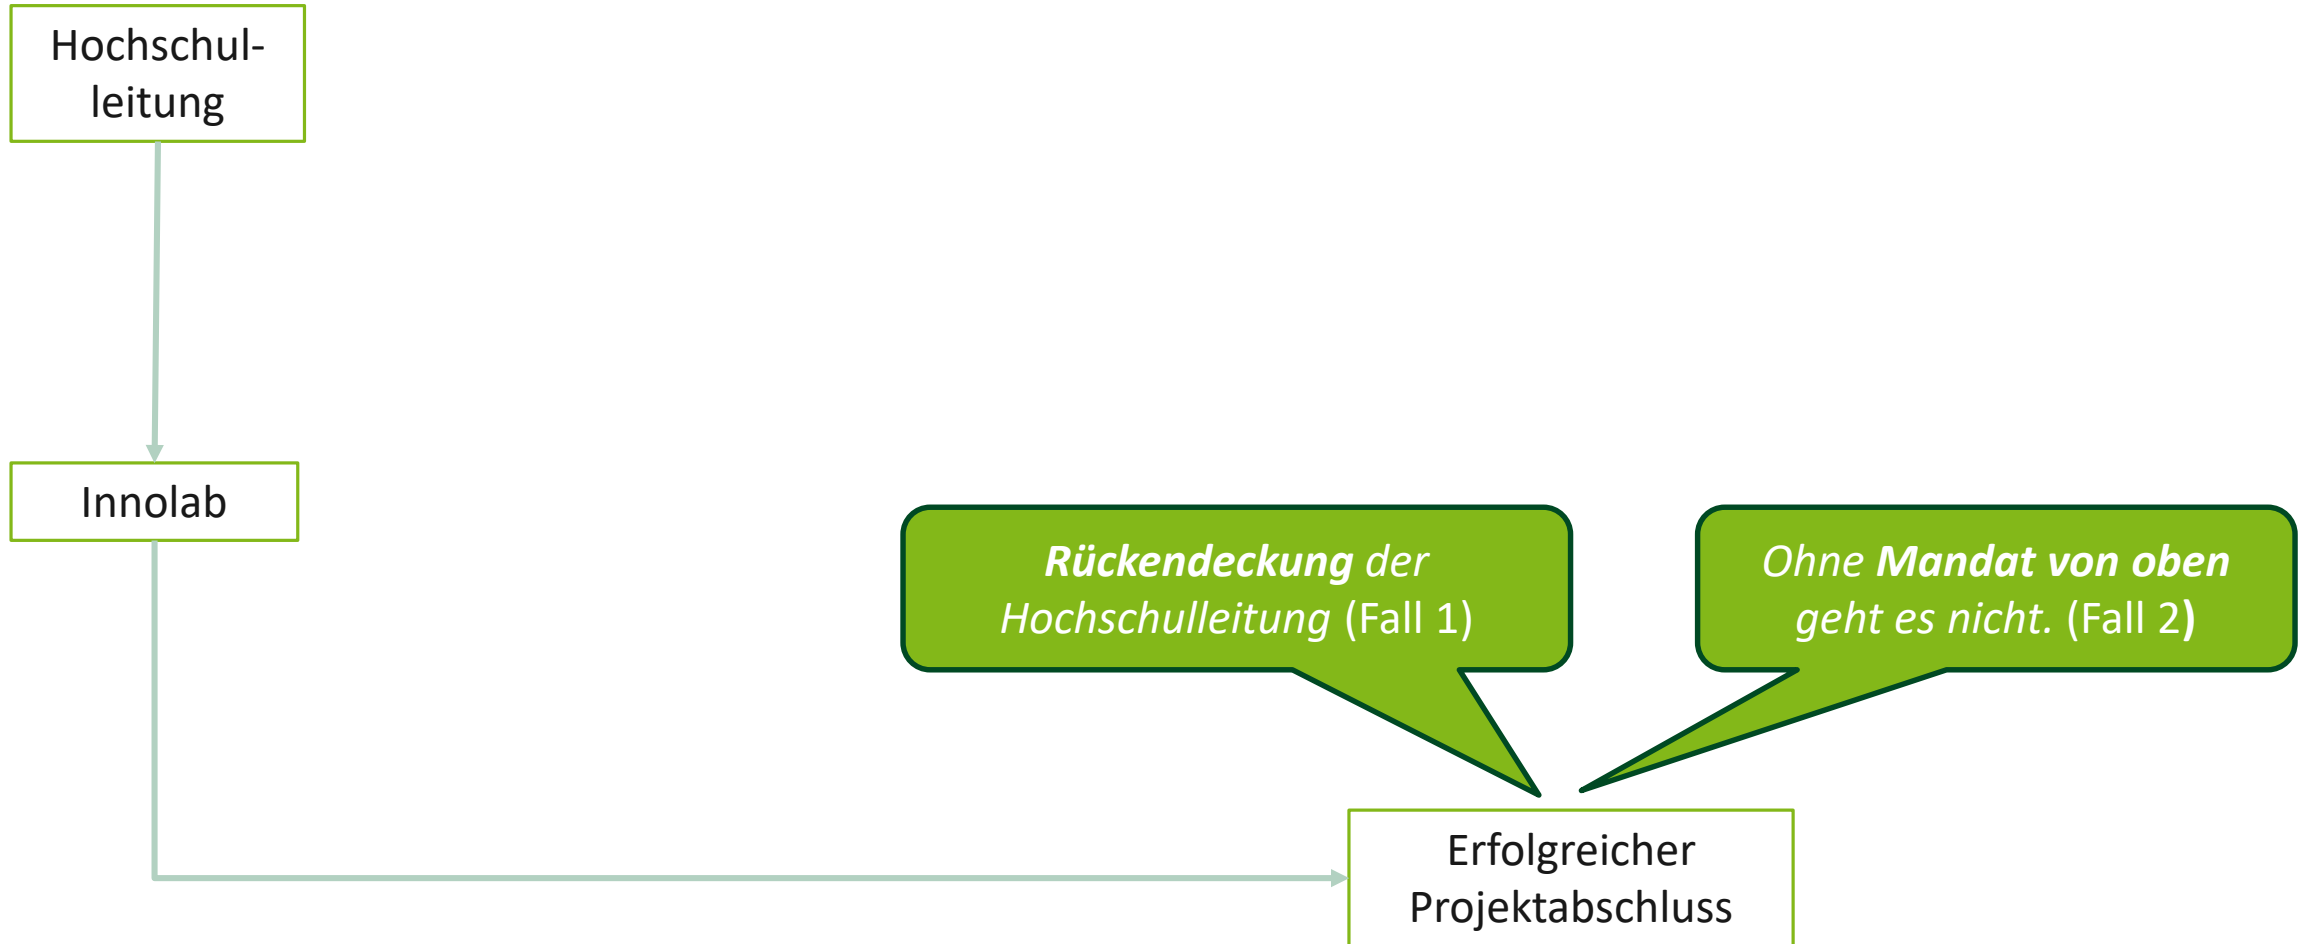 Hochschul-
leitung
Innolab
Rückendeckung der
Hochschulleitung (Fall 1)
Ohne Mandat von oben
geht es nicht. (Fall 2)
Erfolgreicher
Projektabschluss